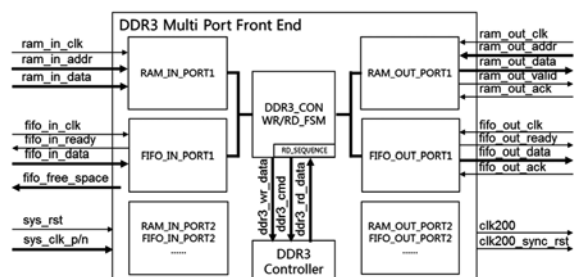 DDR3 Multi Port Front End
ram_in_clk
ram_in_addr
ram_in_data
RAM_IN_PORT1
fifo_in_clk
fifo_in_ready
fifo_in_data
fifo_free_space
FIFO_IN_PORT1
sys_rst
sys_clk_p/n
RAM_IN_PORT2
FIFO_IN_PORT2
......
DDR3_CON
WR/RD_FSM
RD_SEQUENCE
ddr3_wr_data
ddr3_cmd
ddr3_rd_data
DDR3
Controller
RAM_OUT_PORT1
ram_out_clk
ram_out_addr
ram_out_data
ram_out_valid
ram_out_ack
FIFO_OUT_PORT1
fifo_out_clk
fifo_out_ready
fifo_out_data
fifo_out_ack
RAM_OUT_PORT2
FIFO_OUT_PORT2
......
clk200
clk200_sync_rst